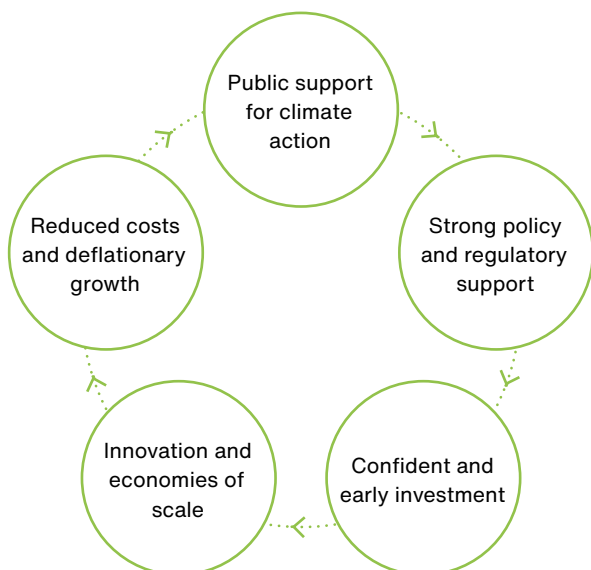 Public support
for climate
action
Strong policy
and regulatory
support
Confident and
early investment
Innovation and
economies of
scale
Reduced costs
and deflationary
growth